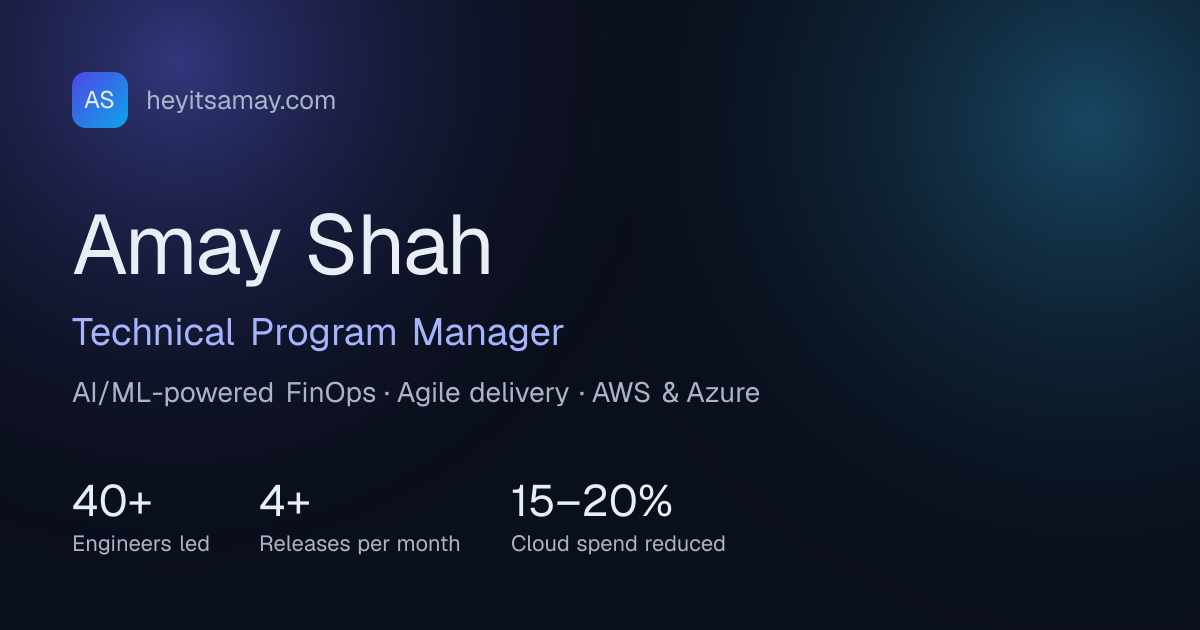 AS heyitsamay.com
Amay Shah
Technical Program Manager
AI/ML-powered FinOps · Agile delivery · AWS & Azure
40+ 4+ 15–20%
Engineers led Releases per month Cloud spend reduced